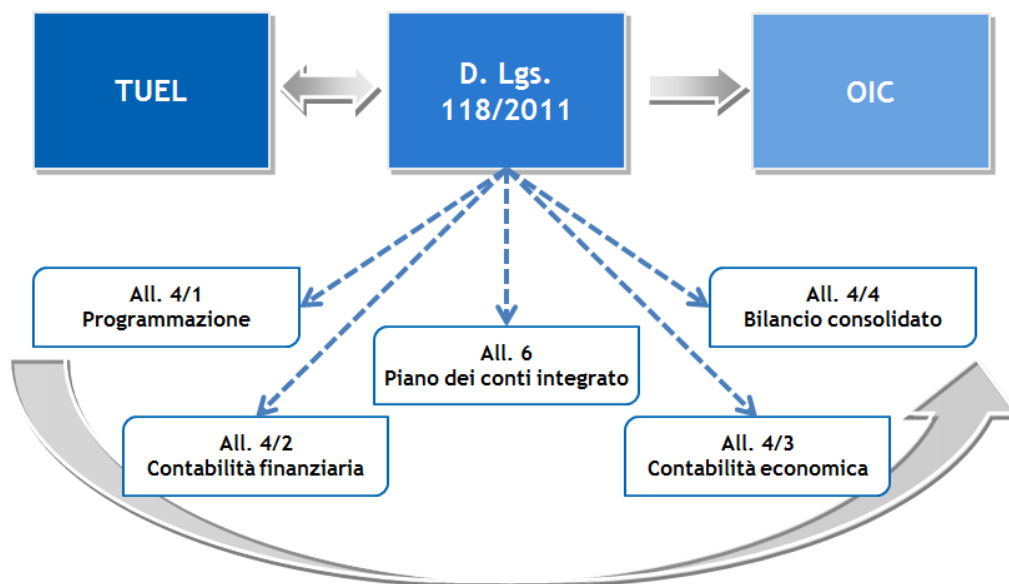 TUEL
D. Lgs.
118/2011
OIC
All. 4/1
Programmazione
All. 4/4
Bilancio consolidato
All. 6
Piano dei conti integrato
All. 4/2
Contabilità finanziaria
All. 4/3
Contabilità economica